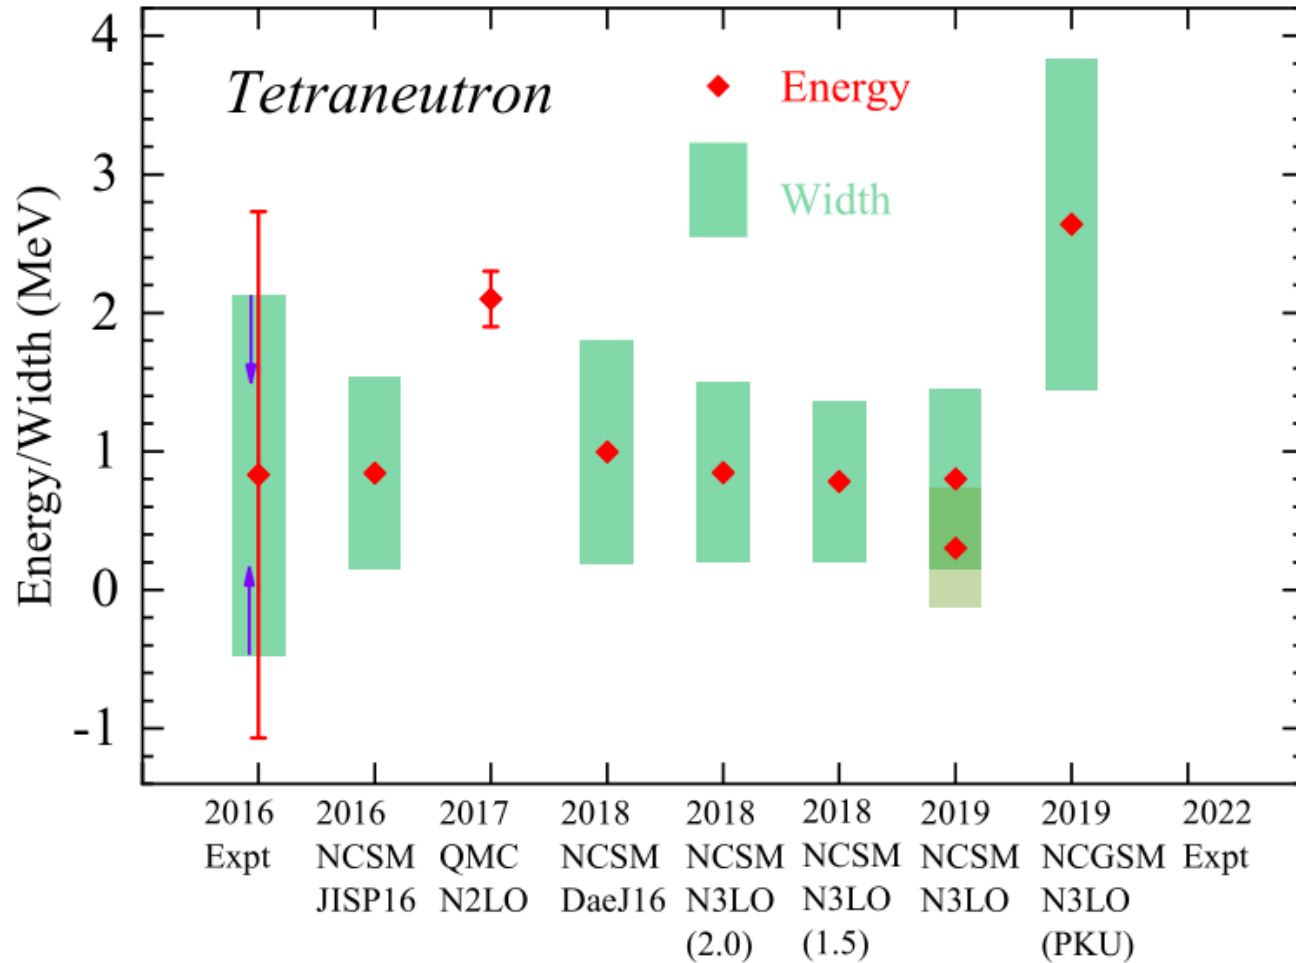 Tetraneutron
Energy
Width
Energy/Width (MeV)
4
3
2
1
0
-1
2016
Expt
2016
NCSM
JISP16
2017
QMC
N2LO
2018
NCSM
DaeJ16
2018
NCSM
N3LO
(2.0)
2018
NCSM
N3LO
(1.5)
2019
NCSM
N3LO
2019
NCGSM
N3LO
(PKU)
2022
Expt